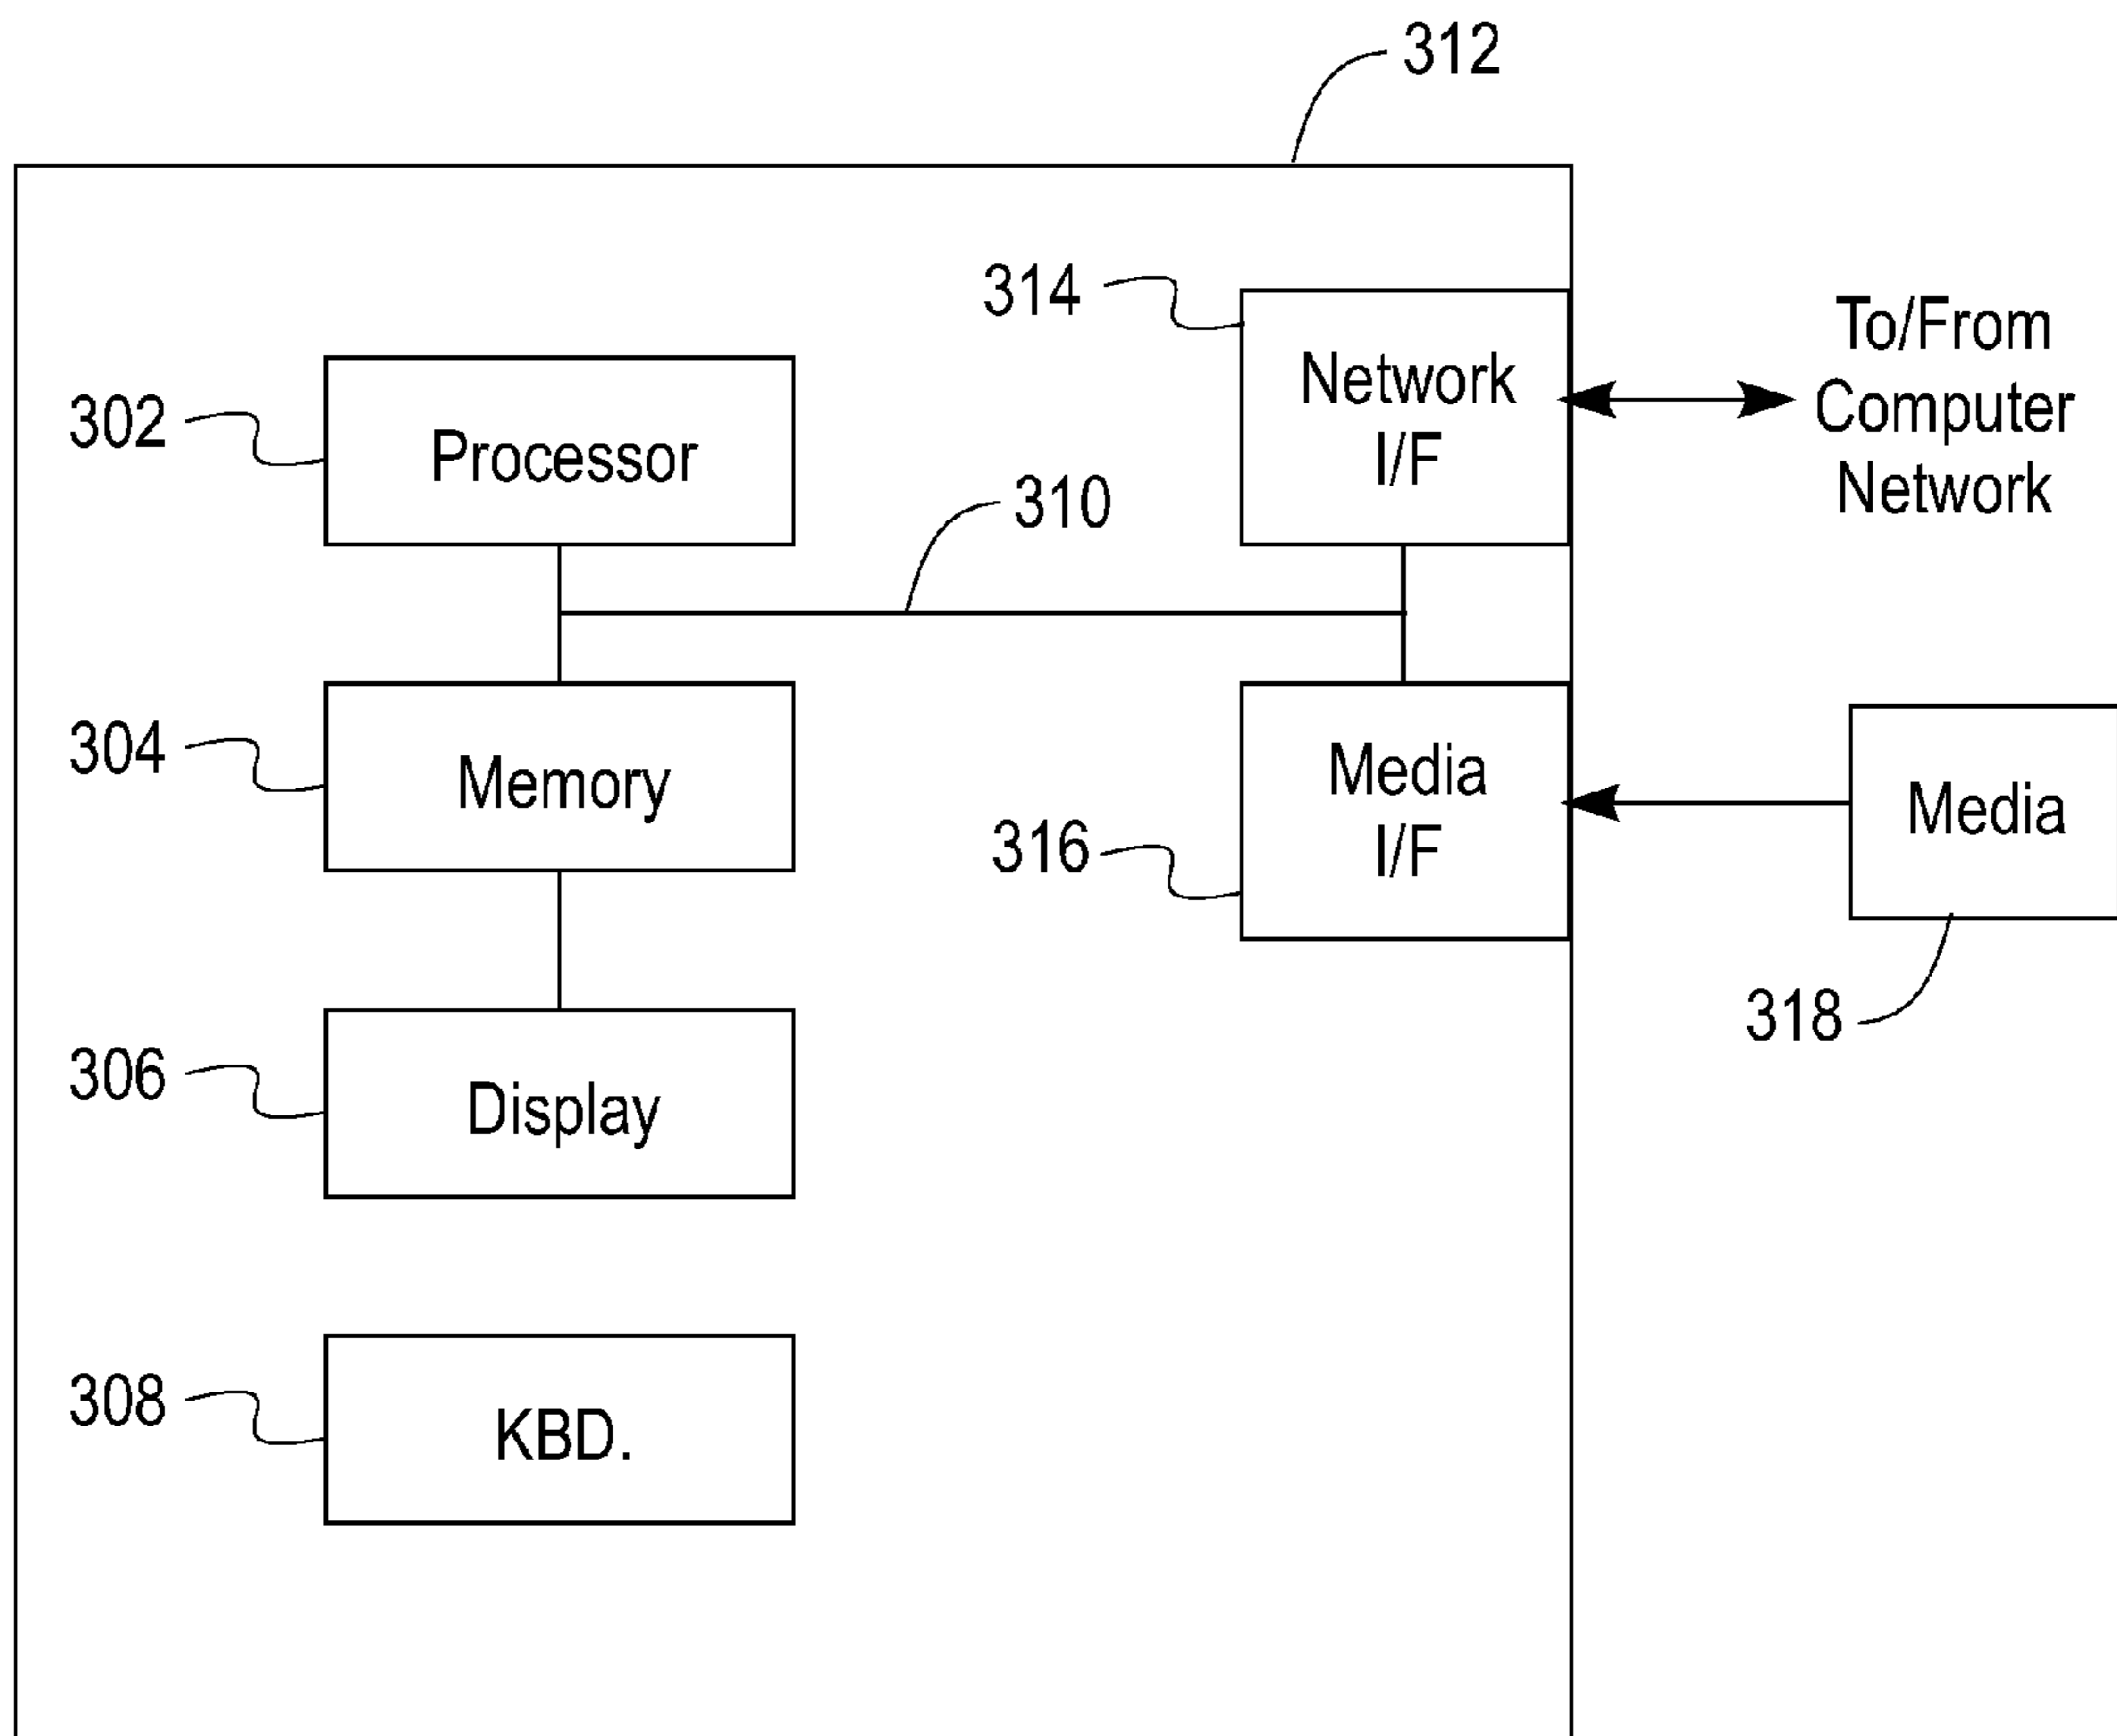 312
314
Network
I/F
To/From
Computer
Network
302
Processor
310
304
Memory
316
Media
I/F
Media
318
306
Display
308
KBD.